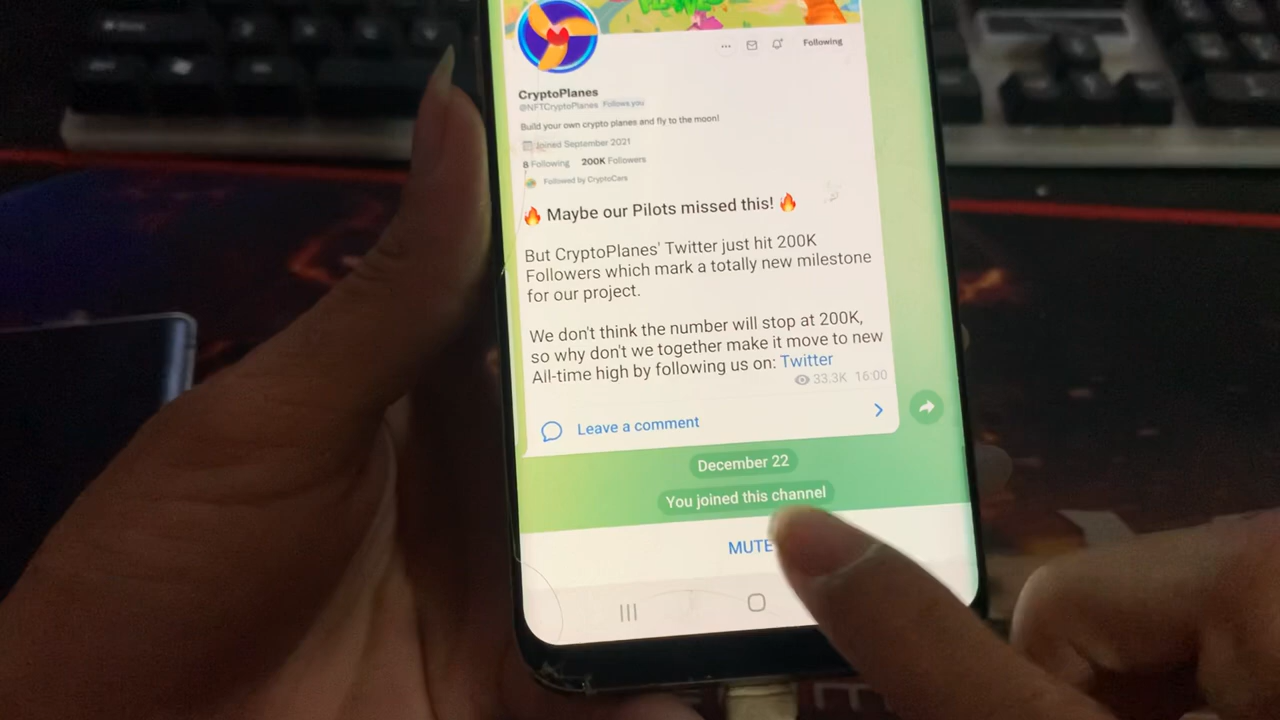 Following
CryptoPlanes
@NFTCryptoPlanes Follows you
Build your own crypto planes and fly to the moon!
Joined September 2021
8 Following 200K Followers
Followed by CryptoCars
🔥 Maybe our Pilots missed this! 🔥
But CryptoPlanes' Twitter just hit 200K
Followers which mark a totally new milestone
for our project.
We don't think the number will stop at 200K,
so why don't we together make it move to new
All-time high by following us on: Twitter
33.3K 16:00
Leave a comment
December 22
You joined this channel
MUTE